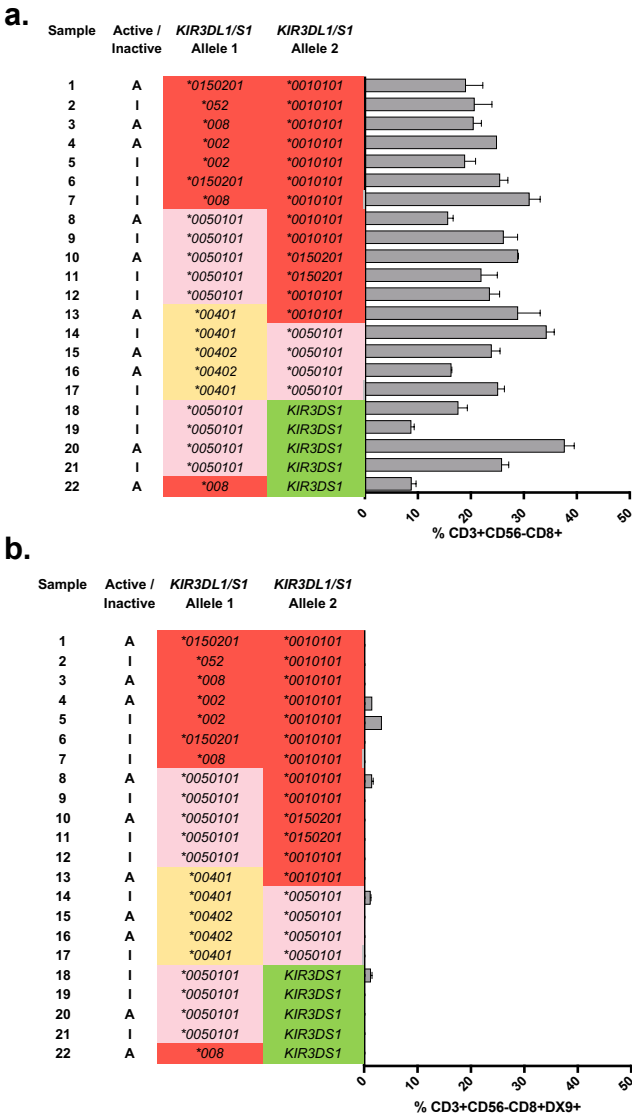 a.
Sample Active / KIR3DL1/S1 KIR3DL1/S1
Inactive Allele 1 Allele 2
1 A *0150201 *0010101
2 I *052 *0010101
3 A *008 *0010101
4 A *002 *0010101
5 I *002 *0010101
6 I *0150201 *0010101
7 I *008 *0010101
8 A *0050101 *0010101
9 I *0050101 *0010101
10 A *0050101 *0150201
11 I *0050101 *0150201
12 I *0050101 *0010101
13 A *00401 *0010101
14 I *00401 *0050101
15 A *00402 *0050101
16 A *00402 *0050101
17 I *00401 *0050101
18 I *0050101 KIR3DS1
19 I *0050101 KIR3DS1
20 A *0050101 KIR3DS1
21 I *0050101 KIR3DS1
22 A *008 KIR3DS1
0 10 20 30 40 50
% CD3+CD56-CD8+
b.
Sample Active / KIR3DL1/S1 KIR3DL1/S1
Inactive Allele 1 Allele 2
1 A *0150201 *0010101
2 I *052 *0010101
3 A *008 *0010101
4 A *002 *0010101
5 I *002 *0010101
6 I *0150201 *0010101
7 I *008 *0010101
8 A *0050101 *0010101
9 I *0050101 *0010101
10 A *0050101 *0150201
11 I *0050101 *0150201
12 I *0050101 *0010101
13 A *00401 *0010101
14 I *00401 *0050101
15 A *00402 *0050101
16 A *00402 *0050101
17 I *00401 *0050101
18 I *0050101 KIR3DS1
19 I *0050101 KIR3DS1
20 A *0050101 KIR3DS1
21 I *0050101 KIR3DS1
22 A *008 KIR3DS1
0 10 20 30 40 50
% CD3+CD56-CD8+DX9+